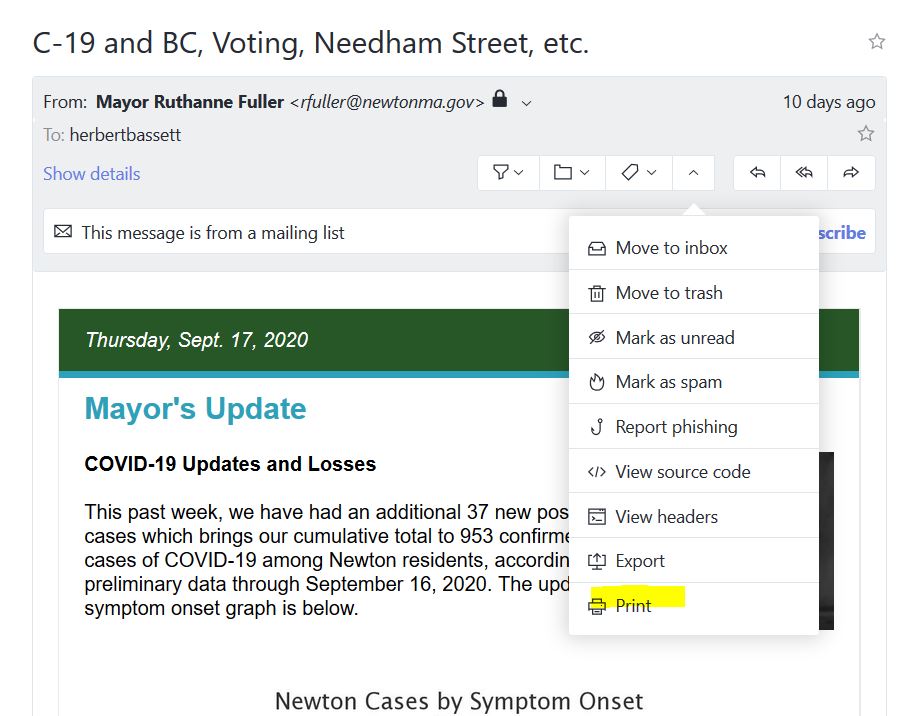 C-19 and BC, Voting, Needham Street, etc.
From: Mayor Ruthanne Fuller <rfuller@newtonma.gov>
10 days ago
To: herbertbassett
Show details
This message is from a mailing list
scribe
Move to inbox
Move to trash
Mark as unread
Mark as spam
Report phishing
View source code
View headers
Export
Print
Thursday, Sept. 17, 2020
Mayor's Update
COVID-19 Updates and Losses
This past week, we have had an additional 37 new pos
cases which brings our cumulative total to 953 confirme
cases of COVID-19 among Newton residents, accordin
preliminary data through September 16, 2020. The upd
symptom onset graph is below.
Newton Cases by Symptom Onset